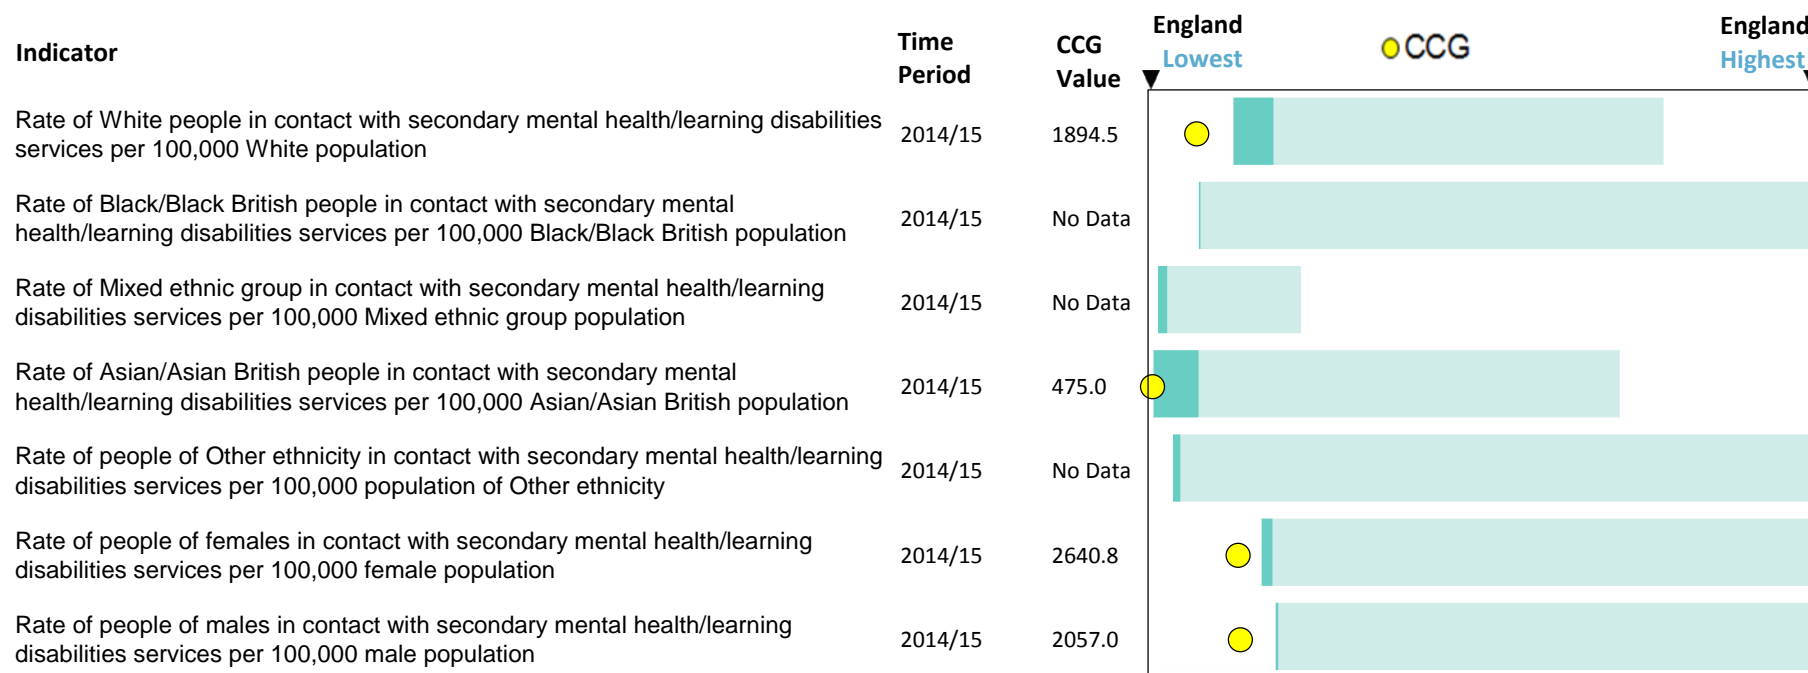 Indicator
Time
Period
CCG
Value
England
Lowest
CCG
England
Highest
Rate of White people in contact with secondary mental health/learning disabilities
services per 100,000 White population
2014/15
1894.5
Rate of Black/Black British people in contact with secondary mental
health/learning disabilities services per 100,000 Black/Black British population
2014/15
No Data
Rate of Mixed ethnic group in contact with secondary mental health/learning
disabilities services per 100,000 Mixed ethnic group population
2014/15
No Data
Rate of Asian/Asian British people in contact with secondary mental
health/learning disabilities services per 100,000 Asian/Asian British population
2014/15
475.0
Rate of people of Other ethnicity in contact with secondary mental health/learning
disabilities services per 100,000 population of Other ethnicity
2014/15
No Data
Rate of people of females in contact with secondary mental health/learning
disabilities services per 100,000 female population
2014/15
2640.8
Rate of people of males in contact with secondary mental health/learning
disabilities services per 100,000 male population
2014/15
2057.0